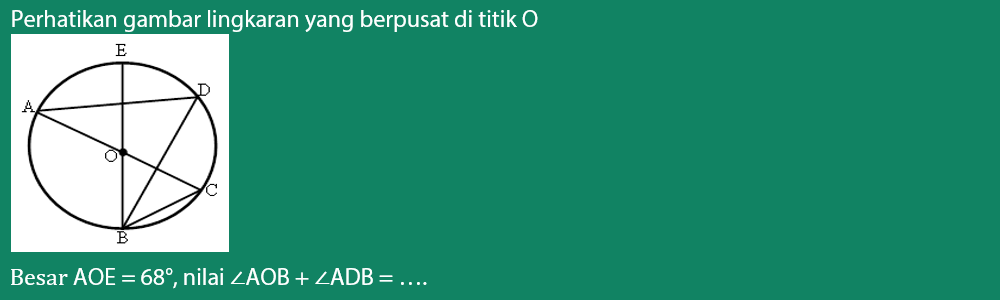 Perhatikan gambar lingkaran yang berpusat di titik O
E
D
A
O
C
B
Besar AOE = 68°, nilai ∠AOB + ∠ADB = ….